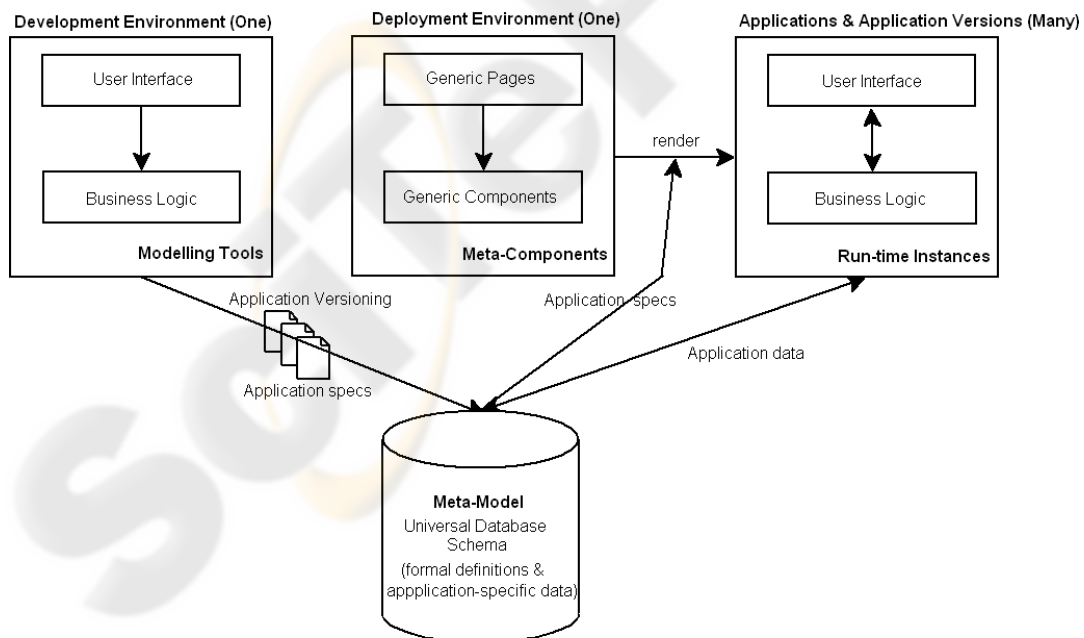 Development Environment (One)
Deployment Environment (One)
Applications & Application Versions (Many)
User Interface
Business Logic
Modelling Tools
Generic Pages
Generic Components
Meta-Components
render
User Interface
Business Logic
Run-time Instances
Application Versioning
Application specs
Application specs
Application data
Meta-Model
Universal Database
Schema
(formal definitions &
appplication-specific data)